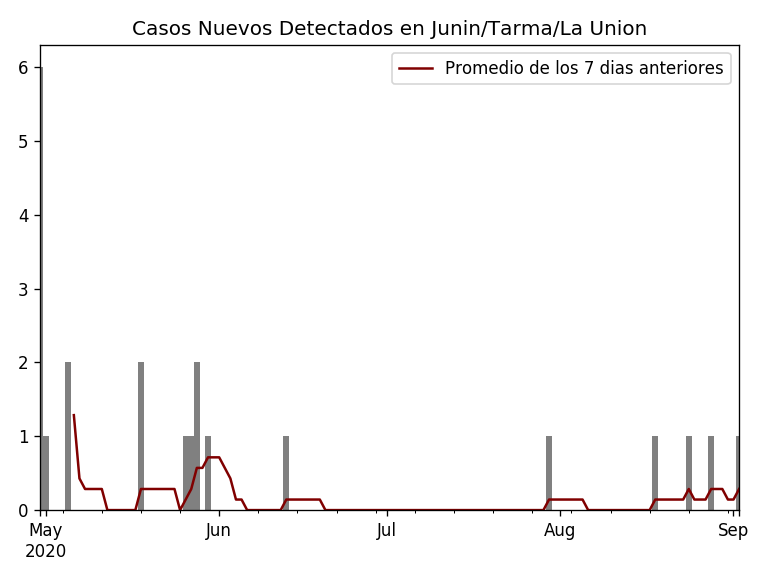 Casos Nuevos Detectados en Junin/Tarma/La Union
Promedio de los 7 dias anteriores
6
5
4
3
2
1
0
May
2020
Jun
Jul
Aug
Sep